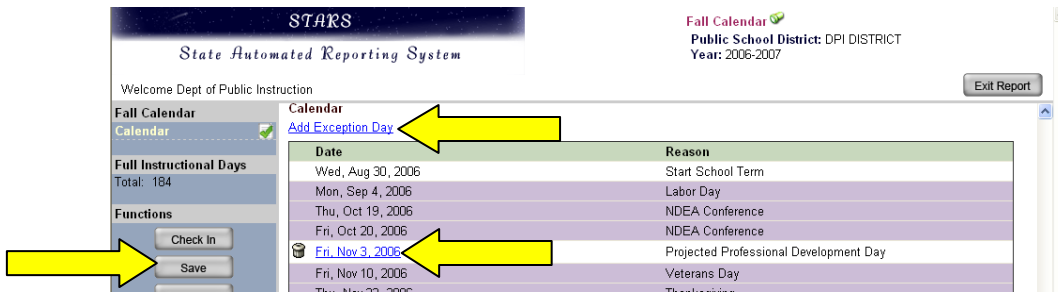 STARS
State Automated Reporting System
Fall Calendar
Public School District: DPI DISTRICT
Year: 2006-2007
Welcome Dept of Public Instruction
Exit Report
Fall Calendar
Calendar
Full Instructional Days
Total: 184
Functions
Check In
Save
Calendar
Add Exception Day
Date Reason
Wed, Aug 30, 2006 Start School Term
Mon, Sep 4, 2006 Labor Day
Thu, Oct 19, 2006 NDEA Conference
Fri, Oct 20, 2006 NDEA Conference
Fri, Nov 3, 2006 Projected Professional Development Day
Fri, Nov 10, 2006 Veterans Day